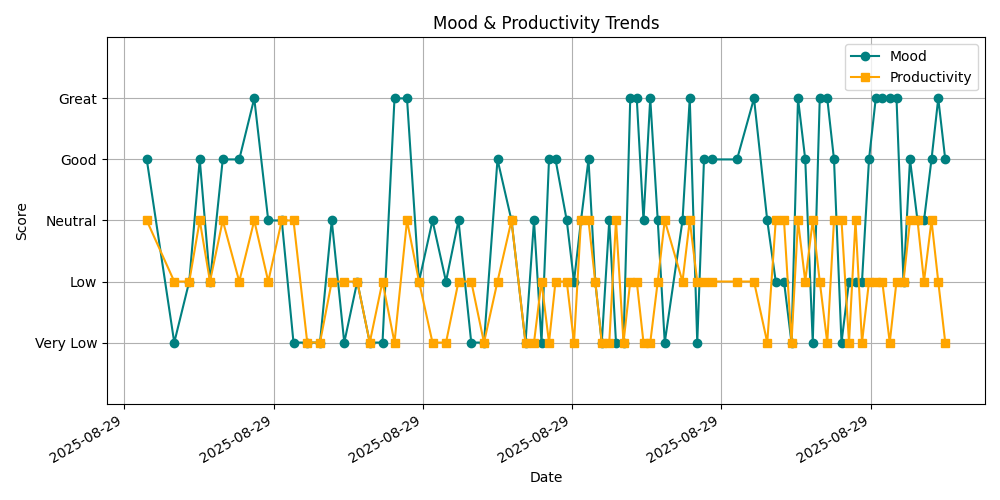 Mood & Productivity Trends
Mood
Productivity
Great
Good
Neutral
Low
Very Low
Score
2025-08-29
2025-08-29
2025-08-29
2025-08-29
2025-08-29
2025-08-29
Date